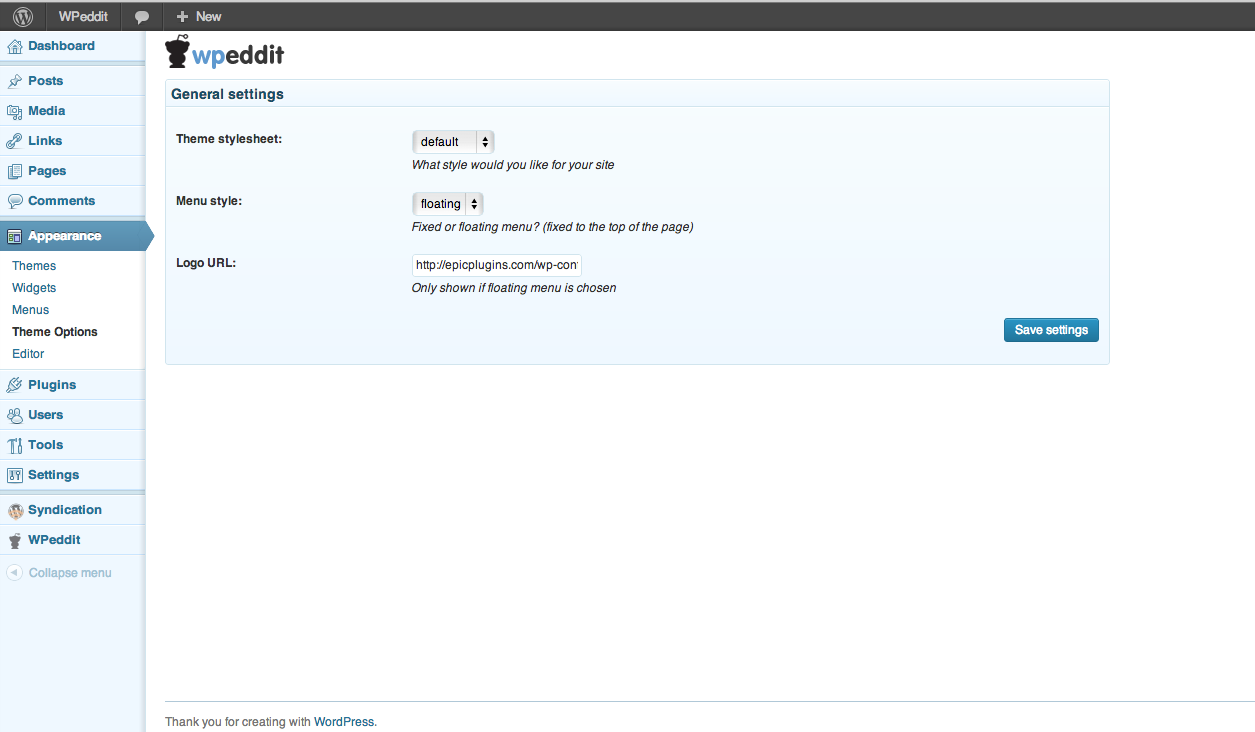 WPeddit
New
Dashboard
Posts
Media
Links
Pages
Comments
Appearance
Themes
Widgets
Menus
Theme Options
Editor
Plugins
Users
Tools
Settings
Syndication
WPeddit
Collapse menu
wpeddit
General settings
Theme stylesheet:
default
What style would you like for your site
Menu style:
floating
Fixed or floating menu? (fixed to the top of the page)
Logo URL:
http://epicplugins.com/wp-con
Only shown if floating menu is chosen
Save settings
Thank you for creating with WordPress.